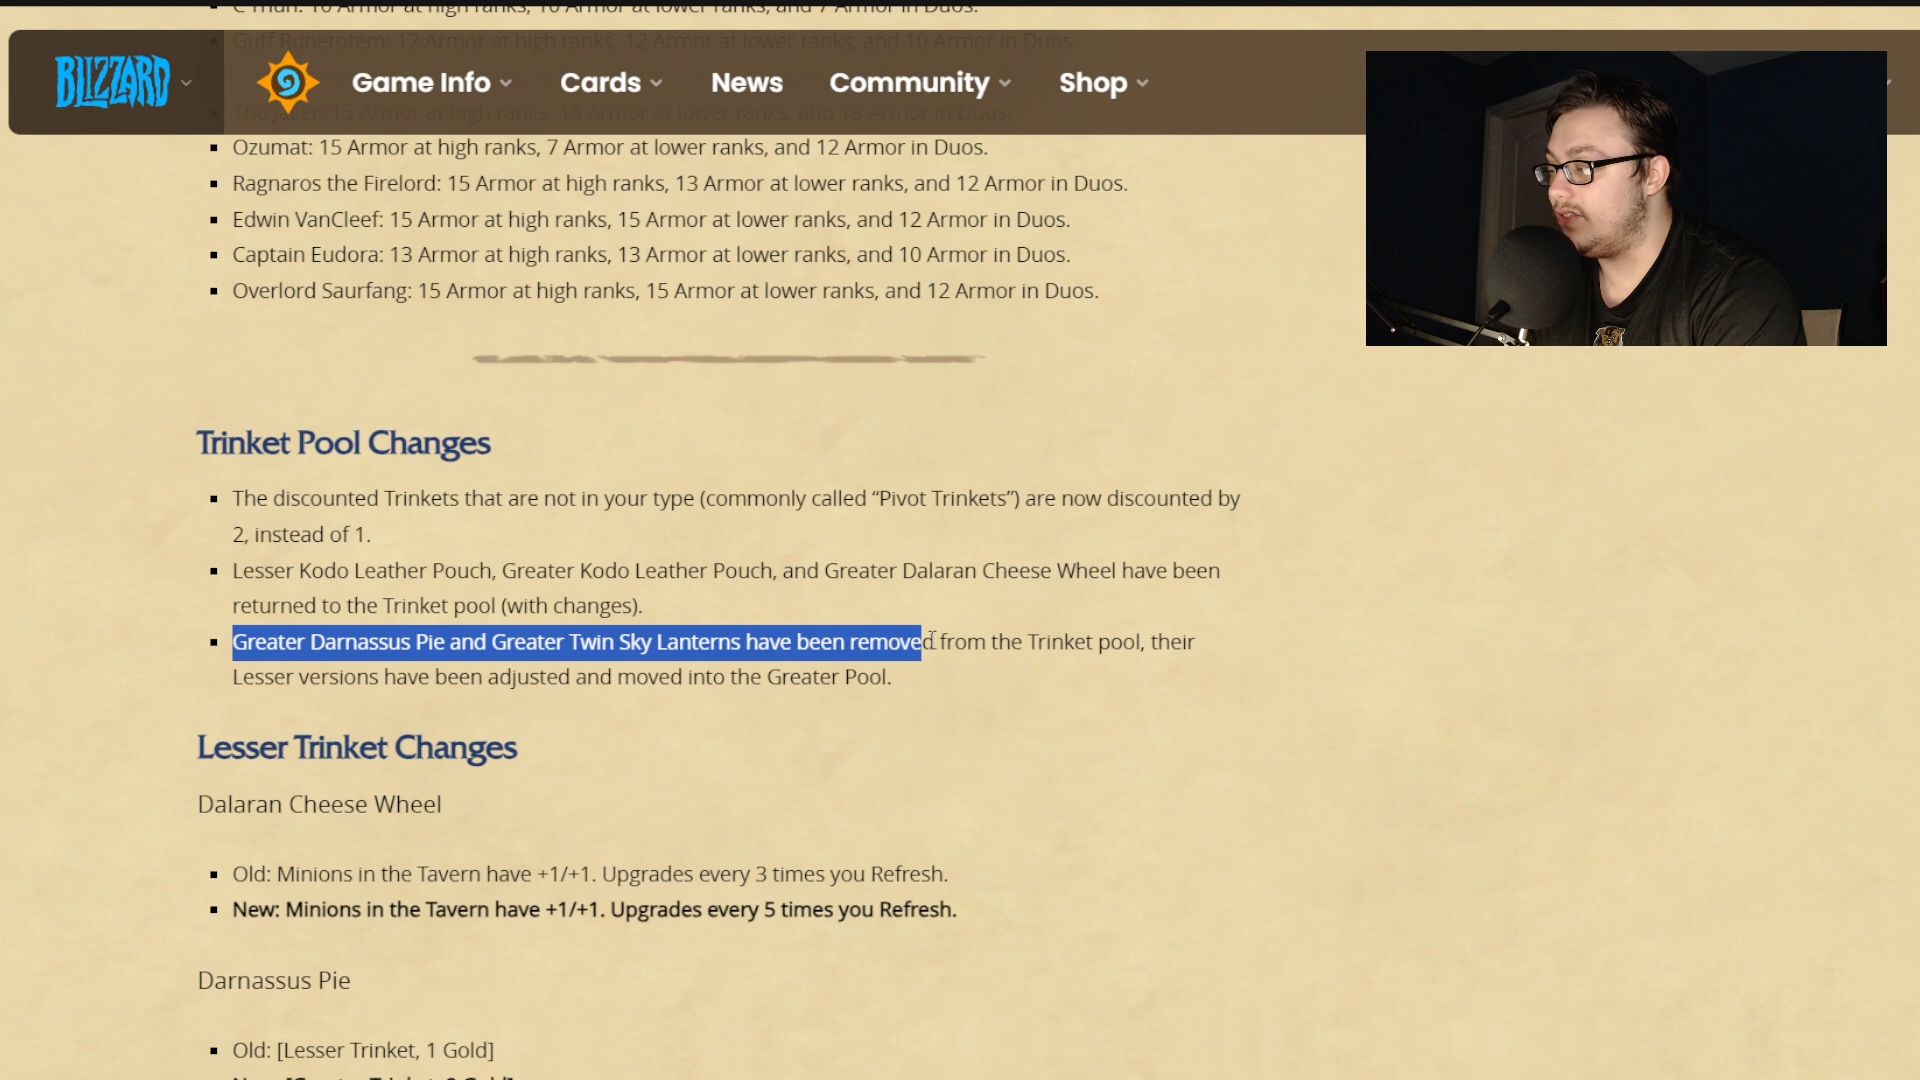 C'Thun: 10 Armor at high ranks, 10 Armor at lower ranks, and 7 Armor in Duos.
Guff Runetotem: 12 Armor at high ranks, 12 Armor at lower ranks, and 10 Armor in Duos.
BLIZZARD
Game Info
Cards
News
Community
Shop
The Jailer: 15 Armor at high ranks, 15 Armor at lower ranks, and 13 Armor in Duos.
Ozumat: 15 Armor at high ranks, 7 Armor at lower ranks, and 12 Armor in Duos.
Ragnaros the Firelord: 15 Armor at high ranks, 13 Armor at lower ranks, and 12 Armor in Duos.
Edwin VanCleef: 15 Armor at high ranks, 15 Armor at lower ranks, and 12 Armor in Duos.
Captain Eudora: 13 Armor at high ranks, 13 Armor at lower ranks, and 10 Armor in Duos.
Overlord Saurfang: 15 Armor at high ranks, 15 Armor at lower ranks, and 12 Armor in Duos.
Trinket Pool Changes
The discounted Trinkets that are not in your type (commonly called “Pivot Trinkets”) are now discounted by
2, instead of 1.
Lesser Kodo Leather Pouch, Greater Kodo Leather Pouch, and Greater Dalaran Cheese Wheel have been
returned to the Trinket pool (with changes).
Greater Darnassus Pie and Greater Twin Sky Lanterns have been removed from the Trinket pool, their
Lesser versions have been adjusted and moved into the Greater Pool.
Lesser Trinket Changes
Dalaran Cheese Wheel
Old: Minions in the Tavern have +1/+1. Upgrades every 3 times you Refresh.
New: Minions in the Tavern have +1/+1. Upgrades every 5 times you Refresh.
Darnassus Pie
Old: [Lesser Trinket, 1 Gold]